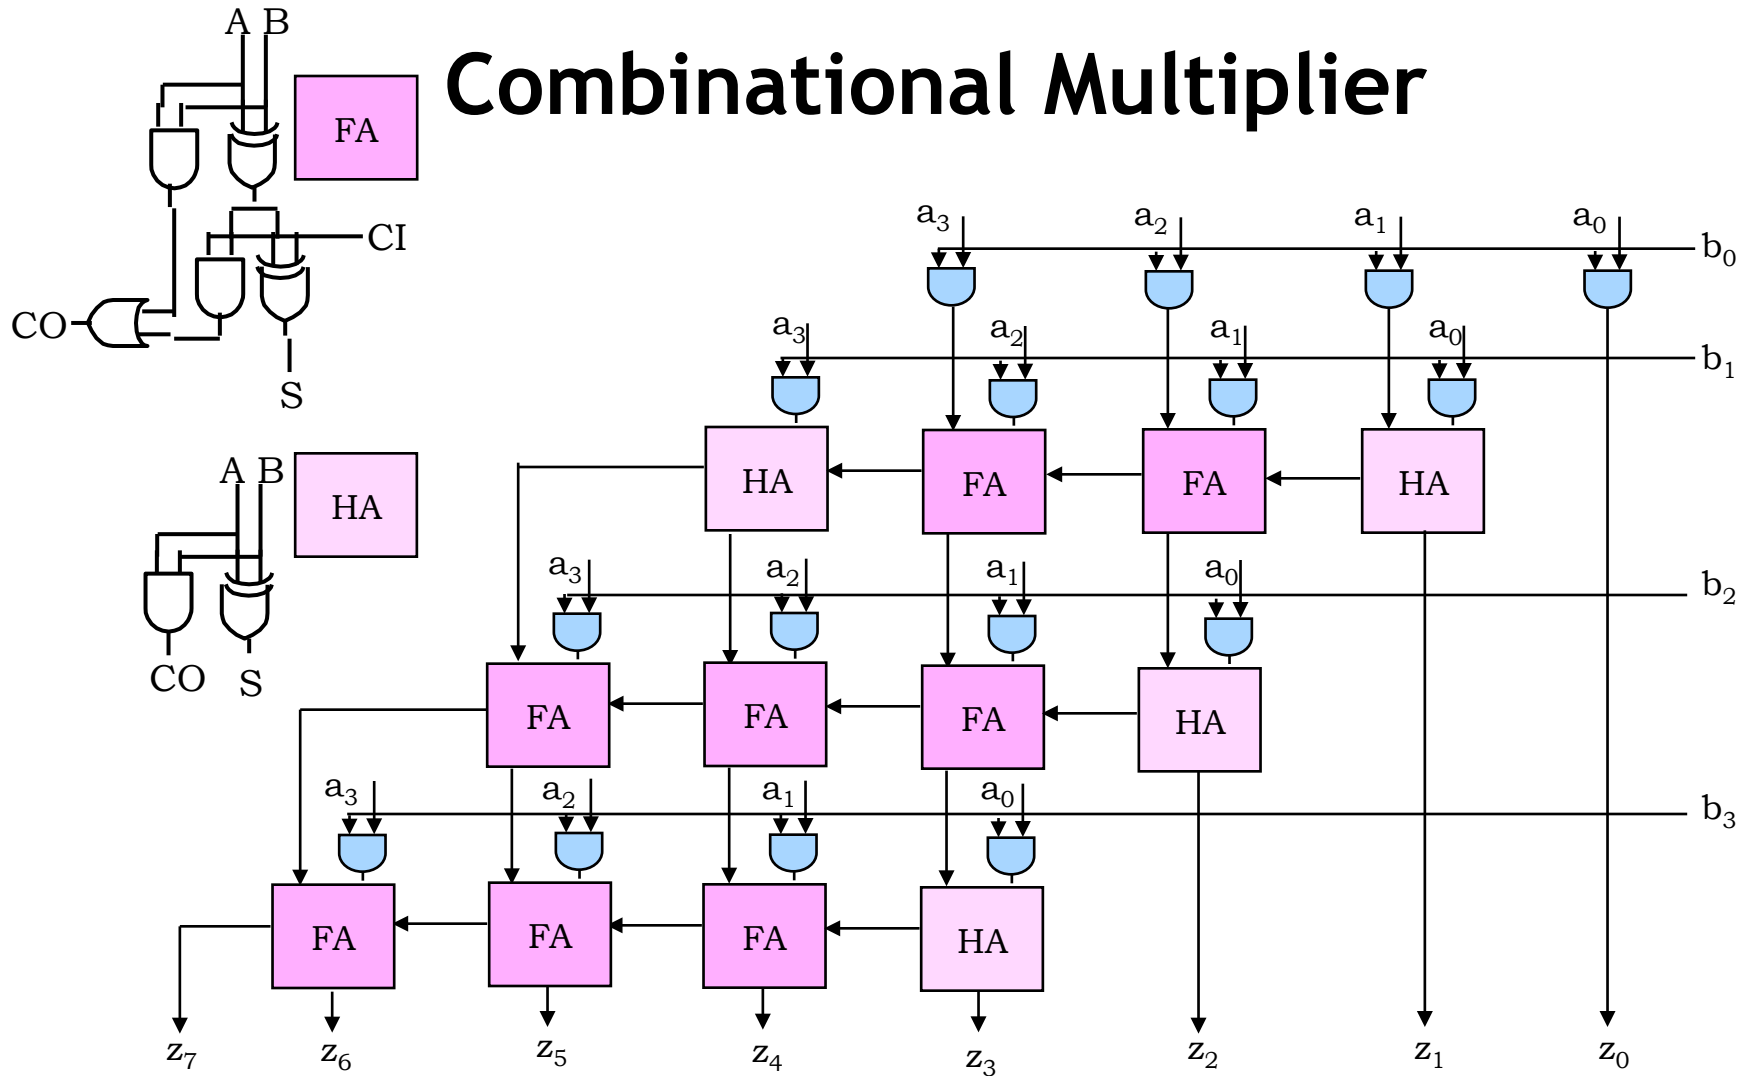 Combinational Multiplier
A B
FA
CI
CO
S
A B
HA
CO S
a₃ a₂ a₁ a₀ b₀
a₃ a₂ a₁ a₀ b₁
HA FA FA HA
a₃ a₂ a₁ a₀ b₂
FA FA FA HA
a₃ a₂ a₁ a₀ b₃
FA FA FA HA
z₇ z₆ z₅ z₄ z₃ z₂ z₁ z₀